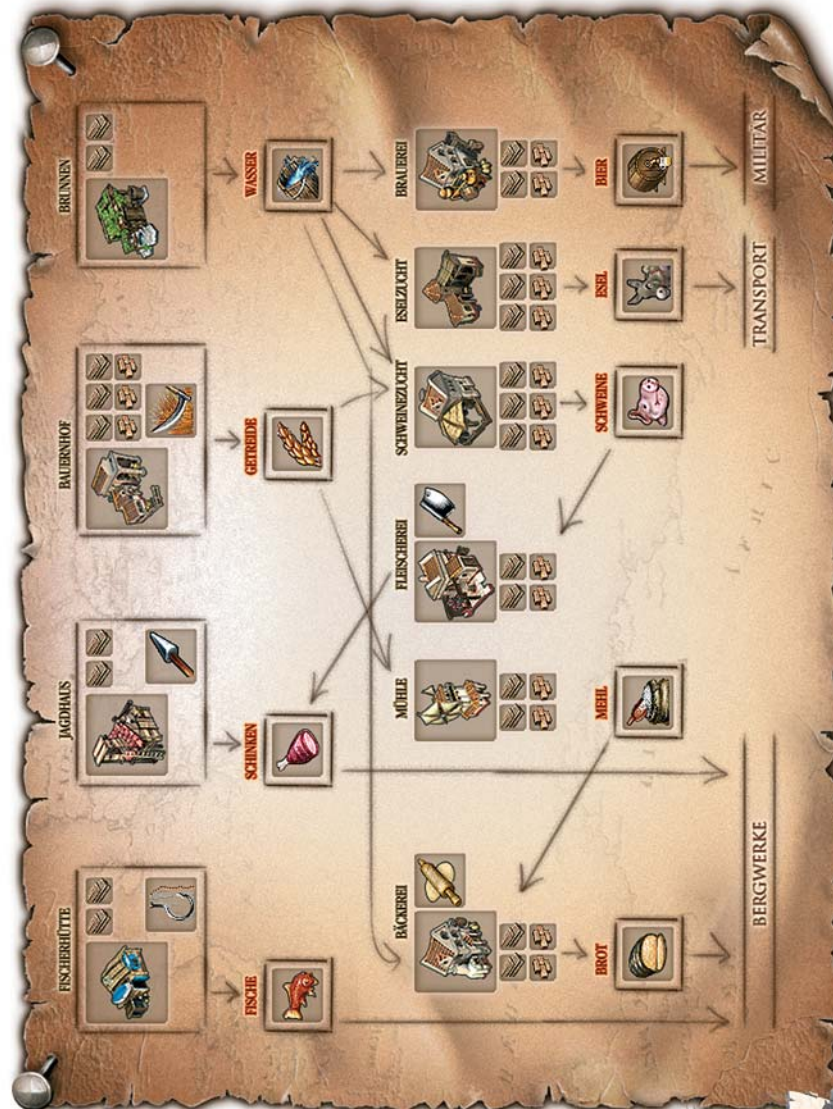 FISCHERHÜTTE
JAGDHAUS
BAUERNHOF
BRUNNEN
FISCHE
SCHINKEN
GETREIDE
WASSER
BÄCKEREI
MÜHLE
FLEISCHEREI
SCHWEINEZUCHT
ESELZUCHT
BRAUEREI
BROT
MEHL
SCHWEINE
ESEL
BIER
BERGWERKE
TRANSPORT
MILITÄR